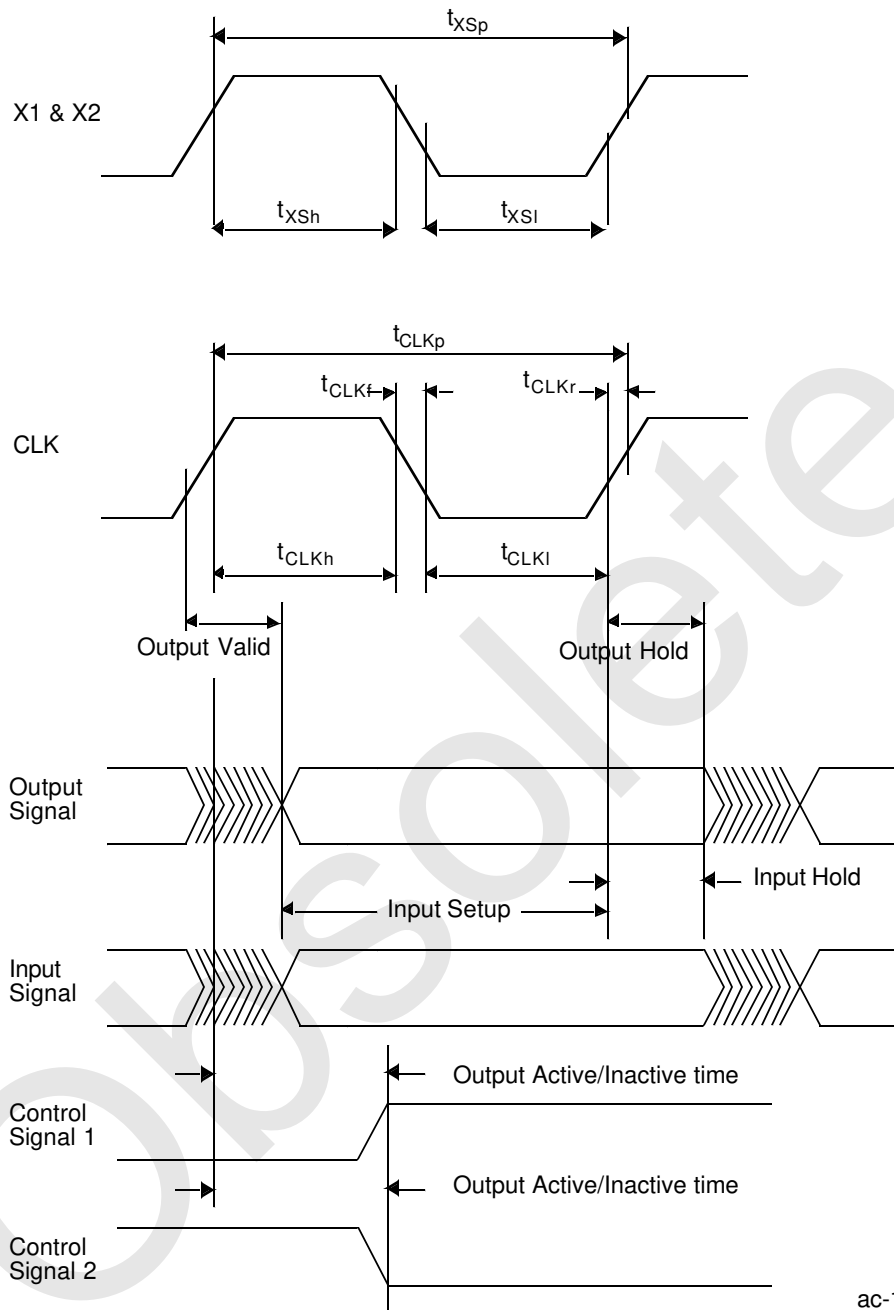 tXSp
X1 & X2
tXSh
tXSl
tCLKp
tCLKf
tCLKr
CLK
tCLKh
tCLKl
Output Valid
Output Hold
Output
Signal
Input Hold
Input Setup
Input
Signal
Output Active/Inactive time
Control
Signal 1
Output Active/Inactive time
Control
Signal 2
Obsolete